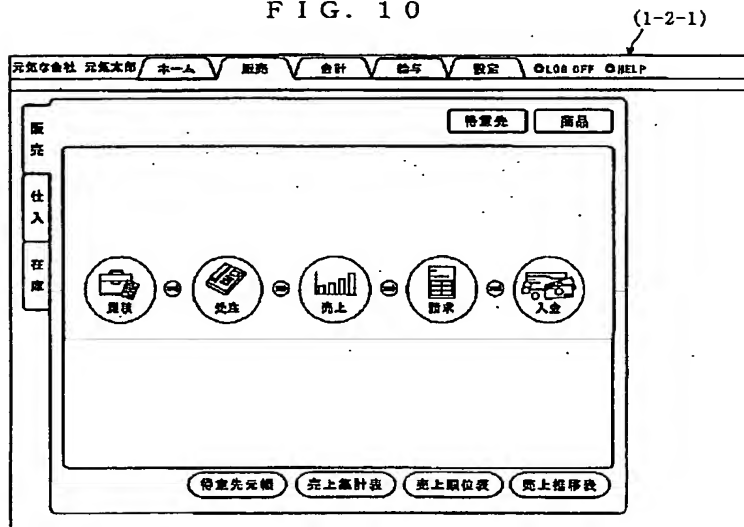 FIG. 10
(1-2-1)
元気な会社 元気太郎 ホーム 販売 会計 給与 設定 LOG OFF HELP
得意先 商品
販売
仕入
在庫
見積 受注 売上 請求 入金
得意先元帳 売上集計表 売上順位表 売上推移表